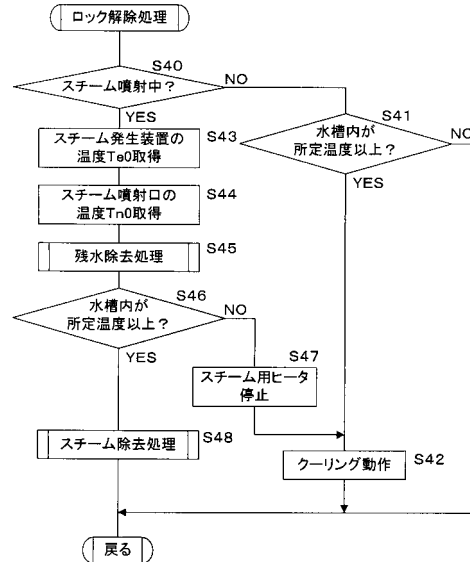 ロック解除処理
S40
スチーム噴射中？
NO
YES
S41
水槽内が
所定温度以上？
NO
YES
スチーム発生装置の
温度Te0取得
S43
スチーム噴射口の
温度Tn0取得
S44
残水除去処理
S45
S46
水槽内が
所定温度以上？
NO
YES
S47
スチーム用ヒータ
停止
スチーム除去処理
S48
クーリング動作
S42
戻る